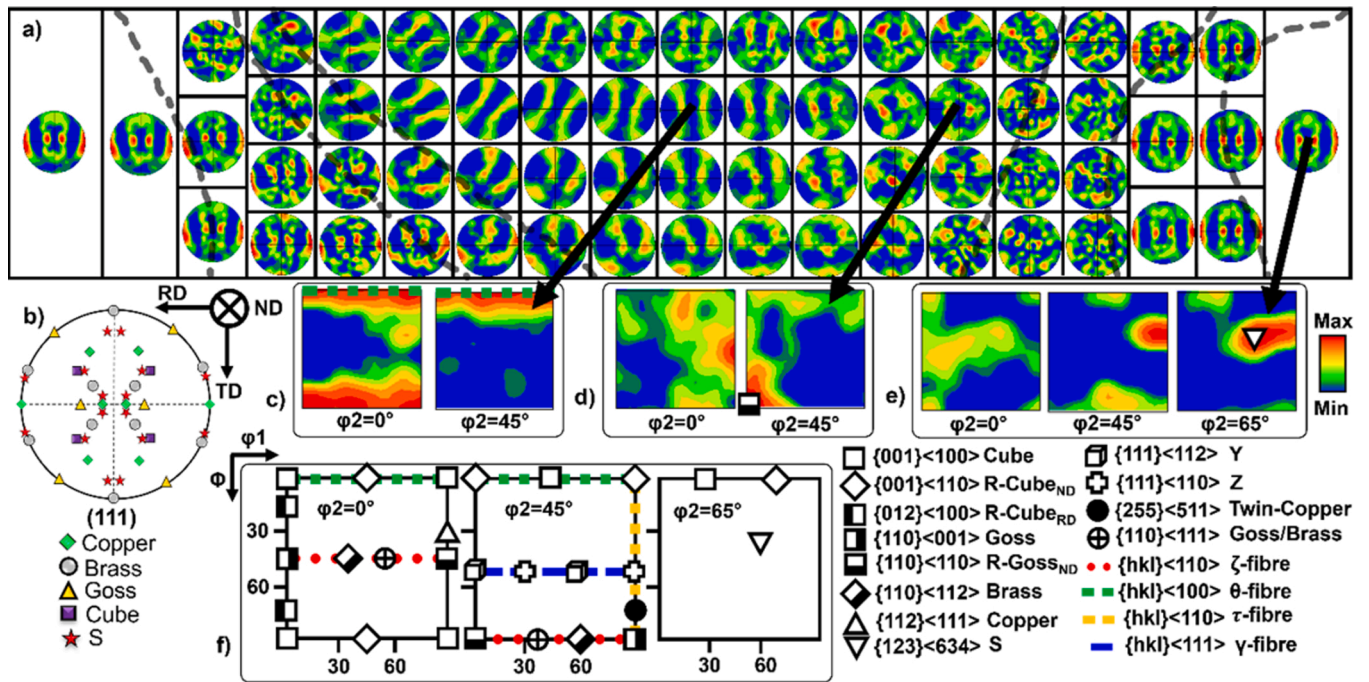 a)
b)
RD
ND
TD
(111)
Copper
Brass
Goss
Cube
S
c)
φ2=0°
φ2=45°
d)
φ2=0°
φ2=45°
e)
φ2=0°
φ2=45°
φ2=65°
Max
Min
φ1
Φ
f)
φ2=0°
φ2=45°
φ2=65°
30
60
30
60
30
60
30
60
{001}<100> Cube
{001}<110> R-CubeND
{012}<100> R-CubeRD
{110}<001> Goss
{110}<110> R-GossND
{110}<112> Brass
{112}<111> Copper
{123}<634> S
{111}<112> Y
{111}<110> Z
{255}<511> Twin-Copper
{110}<111> Goss/Brass
{hkl}<110> ζ-fibre
{hkl}<100> θ-fibre
{hkl}<110> τ-fibre
{hkl}<111> γ-fibre